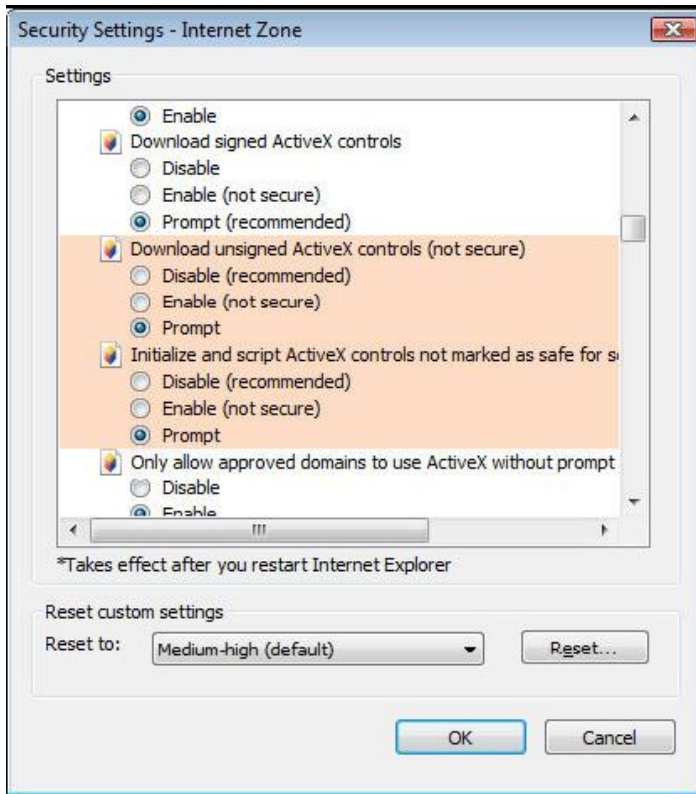 Security Settings - Internet Zone
Settings
Enable
Download signed ActiveX controls
Disable
Enable (not secure)
Prompt (recommended)
Download unsigned ActiveX controls (not secure)
Disable (recommended)
Enable (not secure)
Prompt
Initialize and script ActiveX controls not marked as safe for
Disable (recommended)
Enable (not secure)
Prompt
Only allow approved domains to use ActiveX without prompt
Disable
Enable
*Takes effect after you restart Internet Explorer
Reset custom settings
Reset to:
Medium-high (default)
Reset...
OK
Cancel